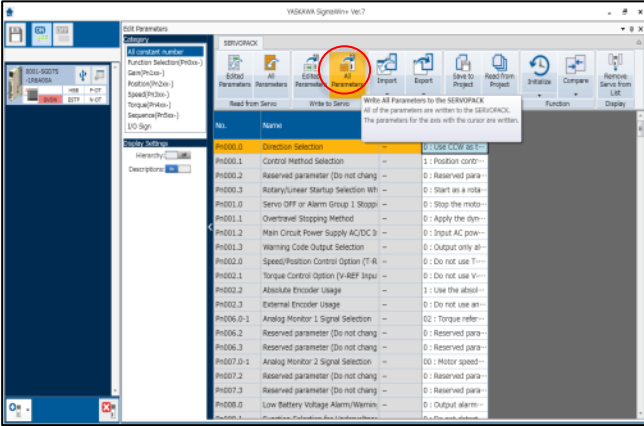 YASKAWA SigmaWin+ Ver.7
Edit Parameters
Category
All constant number
Function Selection(Pn0xx-)
Gain(Pn1xx-)
Position(Pn2xx-)
Speed(Pn3xx-)
Torque(Pn4xx-)
Sequence(Pn5xx-)
I/O Sign
Display Settings
Hierarchy:
Descriptions:
0001-SGD7S
-1R6A00A
HBB P-OT
SVON ESTP N-OT
SERVOPACK
Edited Parameters
All Parameters
Edited Parameters
All Parameters
Import
Export
Save to Project
Read from Project
Initialize
Compare
Remove Servo from List
Read from Servo
Write to Servo
Function
Display
Write All Parameters to the SERVOPACK
All of the parameters are written to the SERVOPACK.
The parameters for the axis with the cursor are written.
No. Name
Pn000.0 Direction Selection -- 0 : Use CCW as t···
Pn000.1 Control Method Selection -- 1 : Position contr···
Pn000.2 Reserved parameter (Do not chang -- 0 : Reserved para···
Pn000.3 Rotary/Linear Startup Selection Wh -- 0 : Start as a rota···
Pn001.0 Servo OFF or Alarm Group 1 Stoppi -- 0 : Stop the moto···
Pn001.1 Overtravel Stopping Method -- 0 : Apply the dyn···
Pn001.2 Main Circuit Power Supply AC/DC I -- 0 : Input AC pow···
Pn001.3 Warning Code Output Selection -- 0 : Output only al···
Pn002.0 Speed/Position Control Option (T-R -- 0 : Do not use T-···
Pn002.1 Torque Control Option (V-REF Inpu -- 0 : Do not use V-···
Pn002.2 Absolute Encoder Usage -- 1 : Use the absol···
Pn002.3 External Encoder Usage -- 0 : Do not use an···
Pn006.0-1 Analog Monitor 1 Signal Selection -- 02 : Torque refer···
Pn006.2 Reserved parameter (Do not chang -- 0 : Reserved para···
Pn006.3 Reserved parameter (Do not chang -- 0 : Reserved para···
Pn007.0-1 Analog Monitor 2 Signal Selection -- 00 : Motor speed···
Pn007.2 Reserved parameter (Do not chang -- 0 : Reserved para···
Pn007.3 Reserved parameter (Do not chang -- 0 : Reserved para···
Pn008.0 Low Battery Voltage Alarm/Warnin -- 0 : Output alarm···